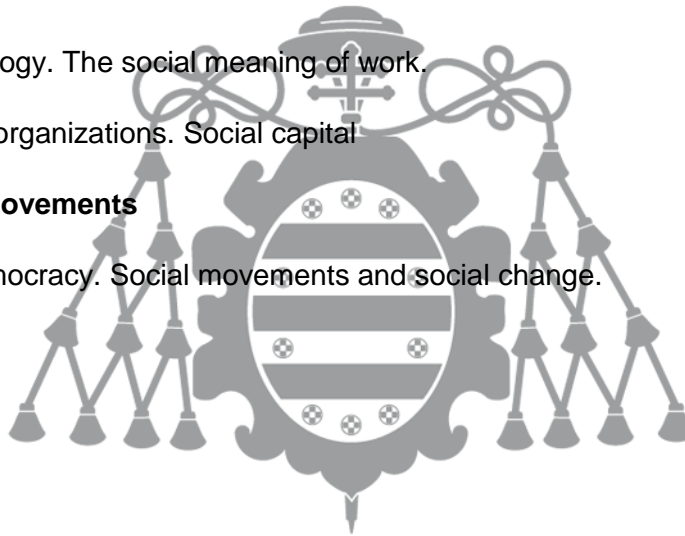 ogy. The social meaning of work.
organizations. Social capital
ovements
nocracy. Social movements and social change.